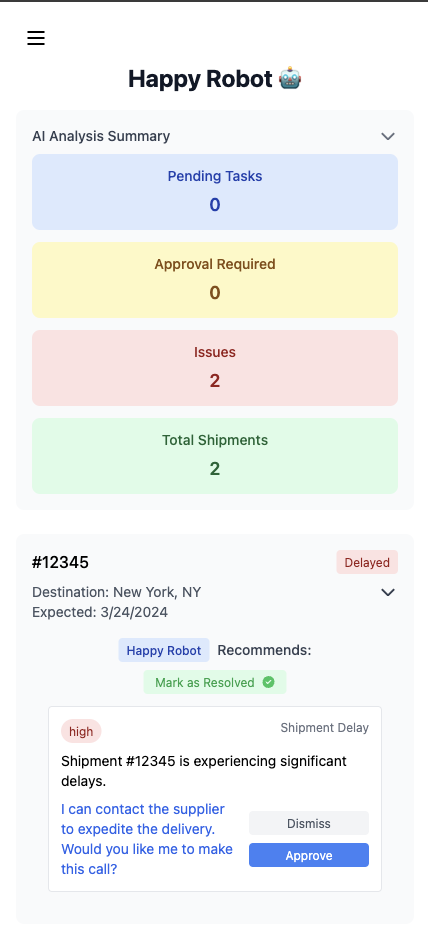 Happy Robot 🤖
AI Analysis Summary
Pending Tasks
0
Approval Required
0
Issues
2
Total Shipments
2
#12345
Delayed
Destination: New York, NY
Expected: 3/24/2024
Happy Robot Recommends:
Mark as Resolved
high
Shipment Delay
Shipment #12345 is experiencing significant
delays.
I can contact the supplier
to expedite the delivery.
Would you like me to make
this call?
Dismiss
Approve